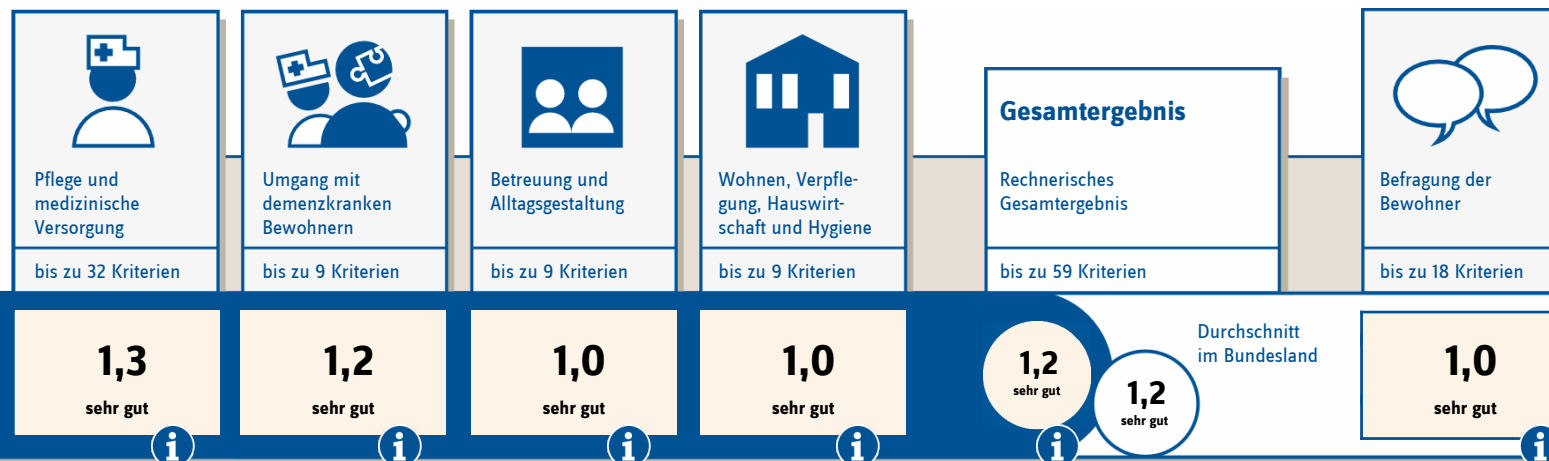 Pflege und
medizinische
Versorgung
bis zu 32 Kriterien
1,3
sehr gut
i
Umgang mit
demenzkranken
Bewohnern
bis zu 9 Kriterien
1,2
sehr gut
i
Betreuung und
Alltagsgestaltung
bis zu 9 Kriterien
1,0
sehr gut
i
Wohnen, Verpfle-
gung, Hauswirt-
schaft und Hygiene
bis zu 9 Kriterien
1,0
sehr gut
i
Gesamtergebnis
Rechnerisches
Gesamtergebnis
bis zu 59 Kriterien
1,2
sehr gut
i
Durchschnitt
im Bundesland
1,2
sehr gut
Befragung der
Bewohner
bis zu 18 Kriterien
1,0
sehr gut
i